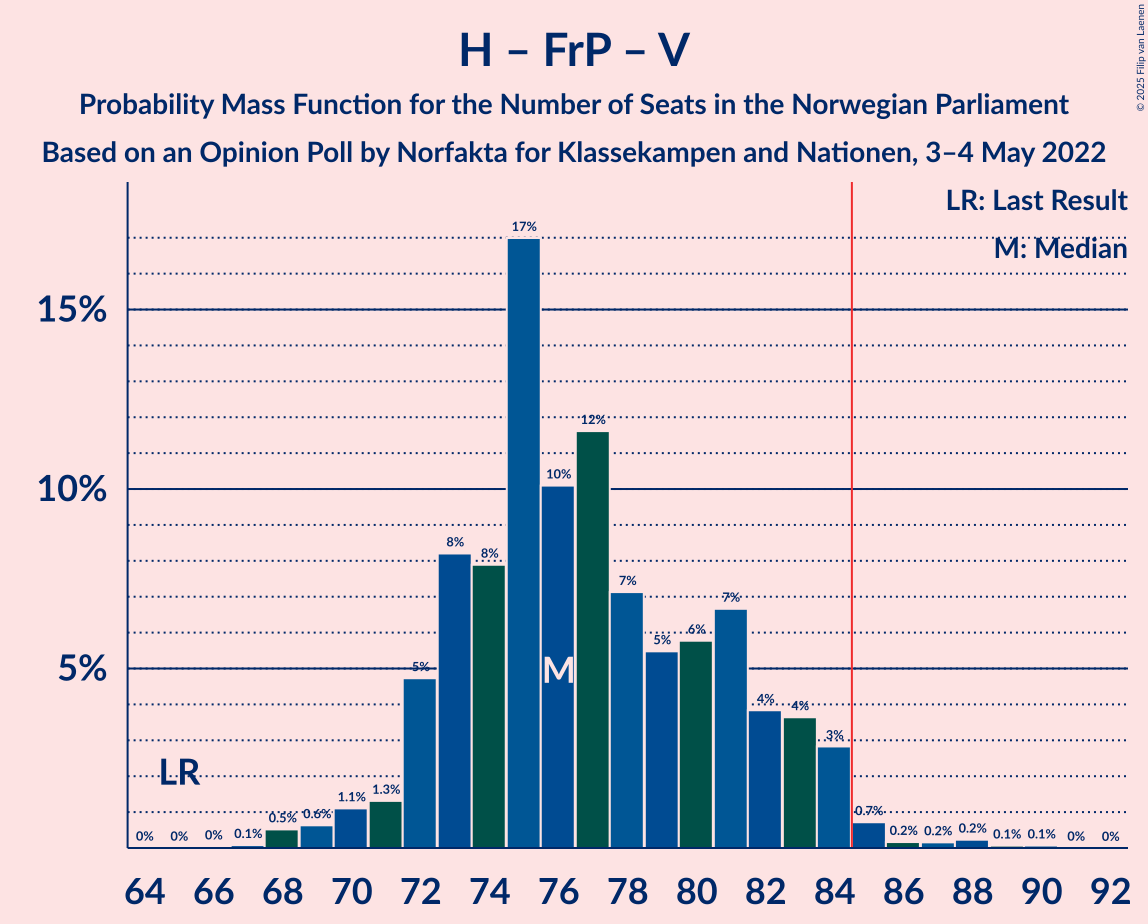 H – FrP – V
Probability Mass Function for the Number of Seats in the Norwegian Parliament
Based on an Opinion Poll by Norfakta for Klassekampen and Nationen, 3–4 May 2022
© 2025 Filip van Laenen
LR: Last Result
M: Median
15%
10%
5%
LR
M
0% 0% 0% 0.1% 0.5% 0.6% 1.1% 1.3% 5% 8% 8% 17% 10% 12% 7% 5% 6% 7% 4% 4% 3% 0.7% 0.2% 0.2% 0.2% 0.1% 0.1% 0% 0%
64 66 68 70 72 74 76 78 80 82 84 86 88 90 92